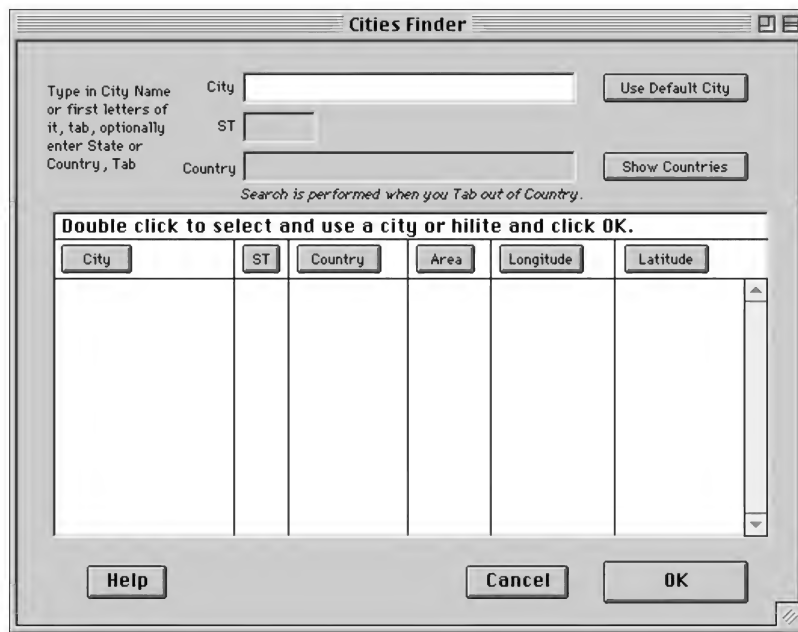 Cities Finder
Type in City Name
or first letters of
it, tab, optionally
enter State or
Country, Tab
City
Use Default City
ST
Country
Show Countries
Search is performed when you Tab out of Country.
Double click to select and use a city or hilite and click OK.
City ST Country Area Longitude Latitude
Help Cancel OK